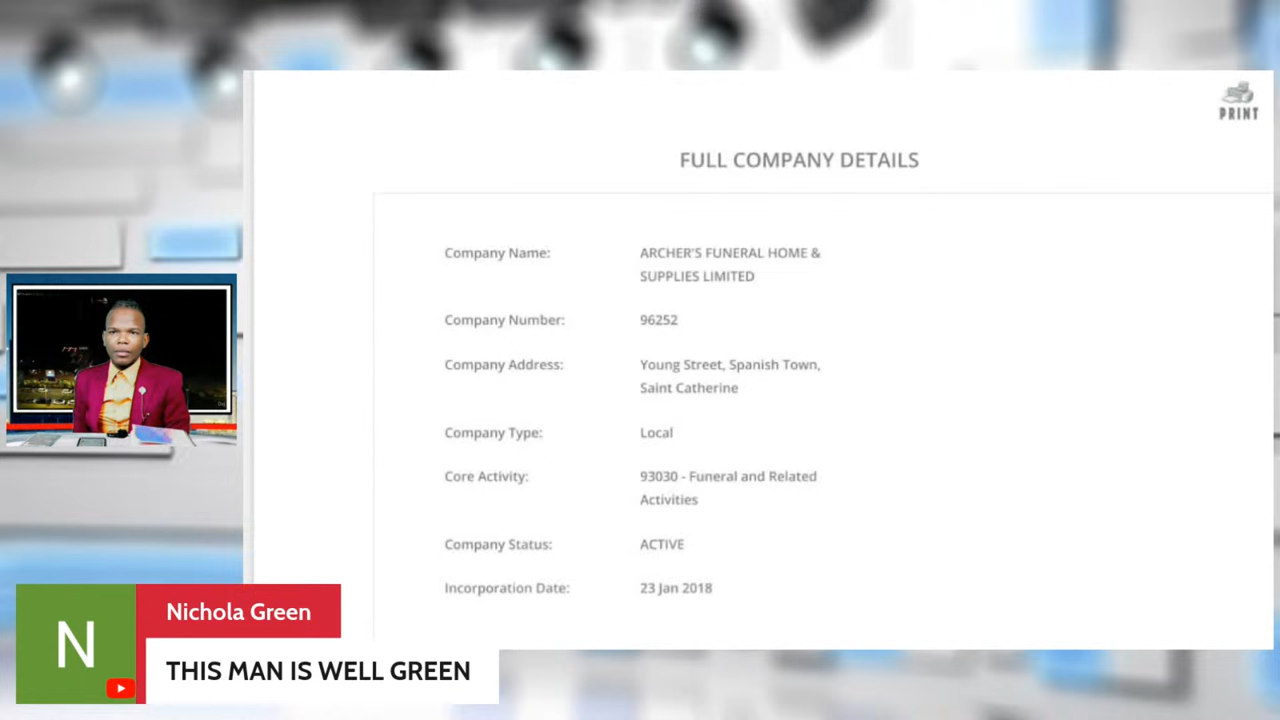 PRINT
FULL COMPANY DETAILS
Company Name: ARCHER'S FUNERAL HOME &
SUPPLIES LIMITED
Company Number: 96252
Company Address: Young Street, Spanish Town,
Saint Catherine
Company Type: Local
Core Activity: 93030 - Funeral and Related
Activities
Company Status: ACTIVE
Incorporation Date: 23 Jan 2018
N
Nichola Green
THIS MAN IS WELL GREEN